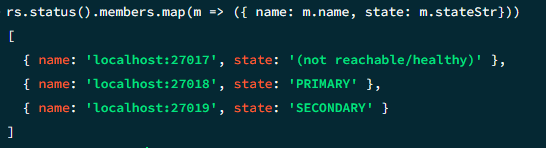 rs.status().members.map(m => ({ name: m.name, state: m.stateStr}))
[
  { name: 'localhost:27017', state: '(not reachable/healthy)' },
  { name: 'localhost:27018', state: 'PRIMARY' },
  { name: 'localhost:27019', state: 'SECONDARY' }
]